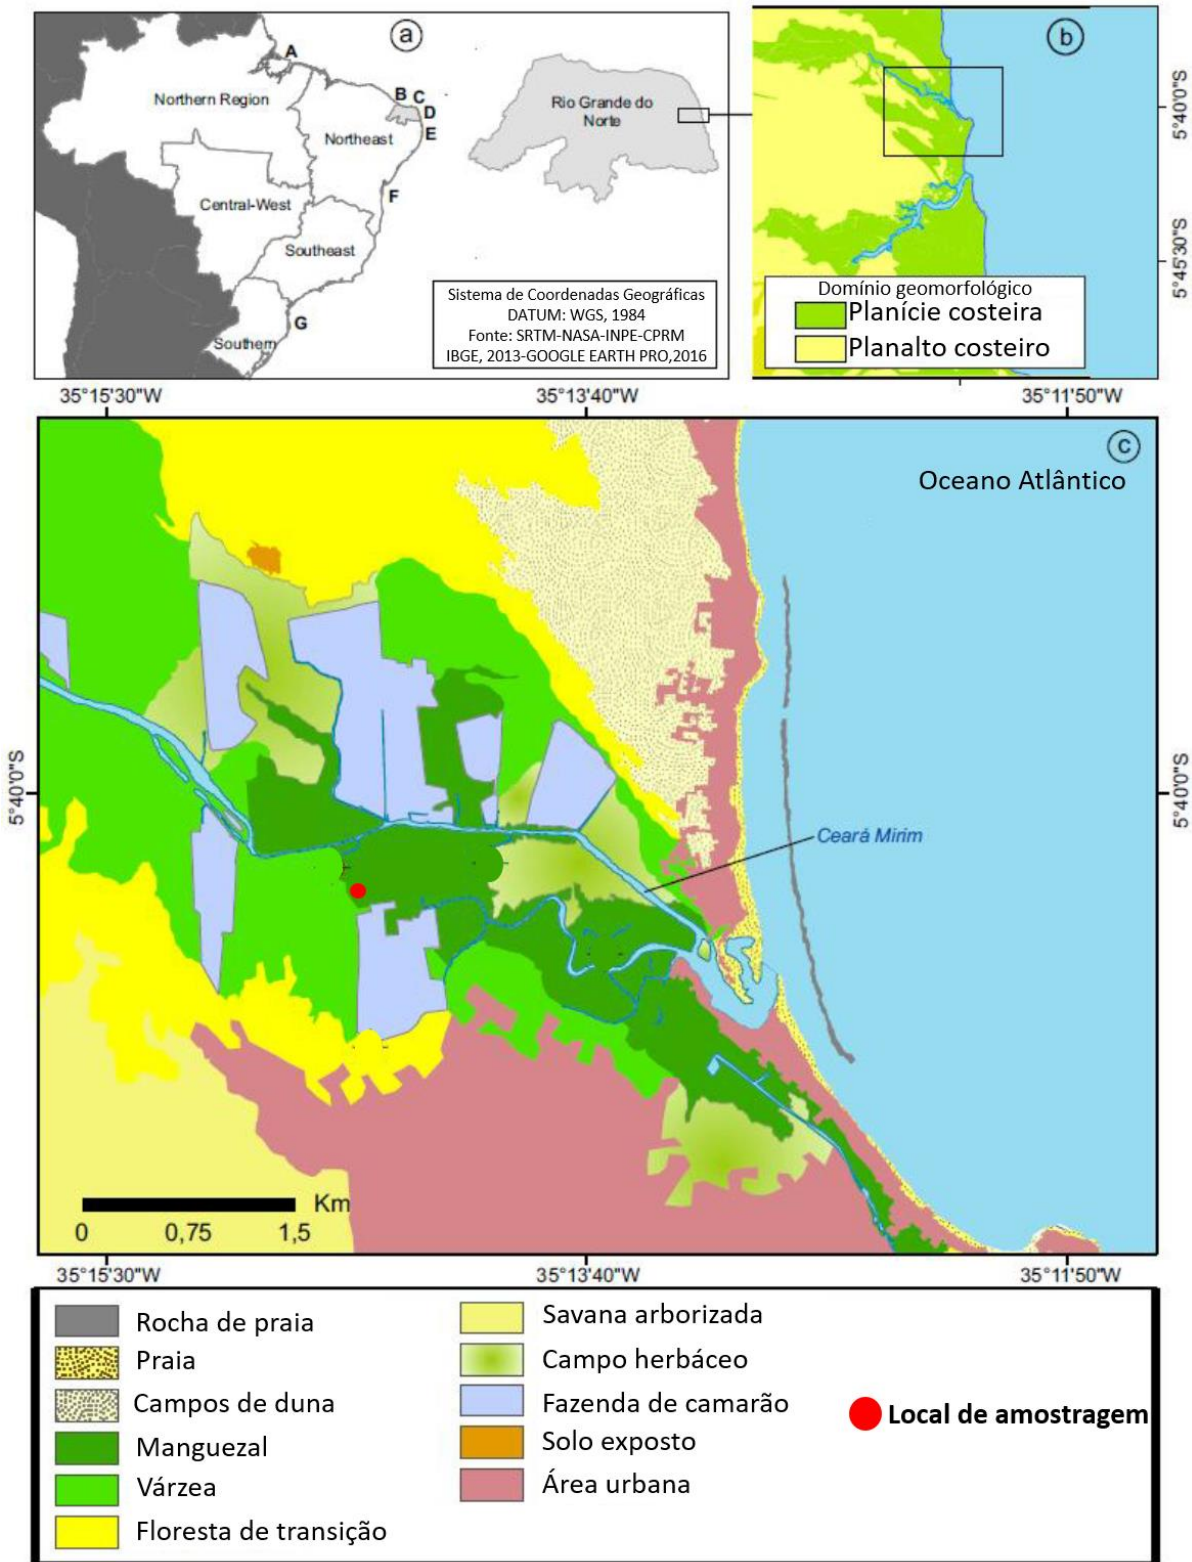 a
A
B
C
D
E
F
G
Northern Region
Northeast
Central-West
Southeast
Southern
Rio Grande do
Norte
Sistema de Coordenadas Geográficas
DATUM: WGS, 1984
Fonte: SRTM-NASA-INPE-CPRM
IBGE, 2013-GOOGLE EARTH PRO,2016
b
5°40'0"S
5°45'30"S
Domínio geomorfológico
Planície costeira
Planalto costeiro
35°15'30"W
35°13'40"W
35°11'50"W
c
Oceano Atlântico
5°40'0"S
5°40'0"S
Ceará Mirim
Km
0
0,75
1,5
35°15'30"W
35°13'40"W
35°11'50"W
Rocha de praia
Praia
Campos de duna
Manguezal
Várzea
Floresta de transição
Savana arborizada
Campo herbáceo
Fazenda de camarão
Solo exposto
Área urbana
Local de amostragem